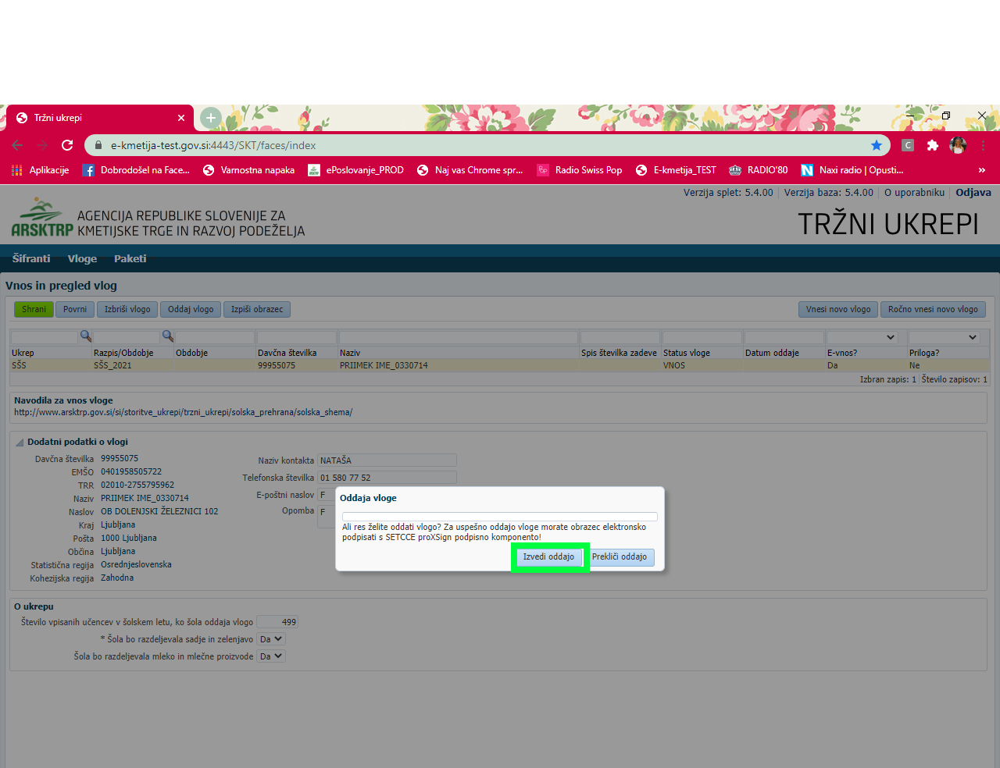 Tržni ukrepi
e-kmetija-test.gov.si:4443/SKT/faces/index
C
Aplikacije Dobrodošel na Face... Varnostna napaka ePoslovanje_PROD Naj vas Chrome spr... Radio Swiss Pop E-kmetija_TEST RADIO'80 Naxi radio | Opusti... »
Verzija splet: 5.4.00 Verzija baza: 5.4.00 O uporabniku Odjava
ARSKTRP
AGENCIJA REPUBLIKE SLOVENIJE ZA
KMETIJSKE TRGE IN RAZVOJ PODEŽELJA
TRŽNI UKREPI
Šifranti Vloge Paketi
Vnos in pregled vlog
Shrani Povrni Izbriši vlogo Oddaj vlogo Izpiši obrazec Vnesi novo vlogo Ročno vnesi novo vlogo
Ukrep Razpis/Obdobje Obdobje Davčna številka Naziv Spis številka zadeve Status vloge Datum oddaje E-vnos? Priloga?
SŠS SŠS_2021 99955075 PRIIMEK IME_0330714 VNOS Da Ne
Izbran zapis: 1 Število zapisov: 1
Navodila za vnos vloge
http://www.arsktrp.gov.si/si/storitve_ukrepi/trzni_ukrepi/solska_prehrana/solska_shema/
Dodatni podatki o vlogi
Davčna številka 99955075
EMŠO 0401958505722
TRR 02010-2755795962
Naziv PRIIMEK IME_0330714
Naslov OB DOLENJSKI ŽELEZNICI 102
Kraj Ljubljana
Pošta 1000 Ljubljana
Občina Ljubljana
Statistična regija Osrednjeslovenska
Kohezijska regija Zahodna
Naziv kontakta NATAŠA
Telefonska številka 01 580 77 52
E-poštni naslov F
Opomba F
Oddaja vloge
Ali res želite oddati vlogo? Za uspešno oddajo vloge morate obrazec elektronsko
podpisati s SETCCE proXSign podpisno komponento!
Izvedi oddajo Prekliči oddajo
O ukrepu
Število vpisanih učencev v šolskem letu, ko šola oddaja vlogo 499
* Šola bo razdeljevala sadje in zelenjavo Da
Šola bo razdeljevala mleko in mlečne proizvode Da